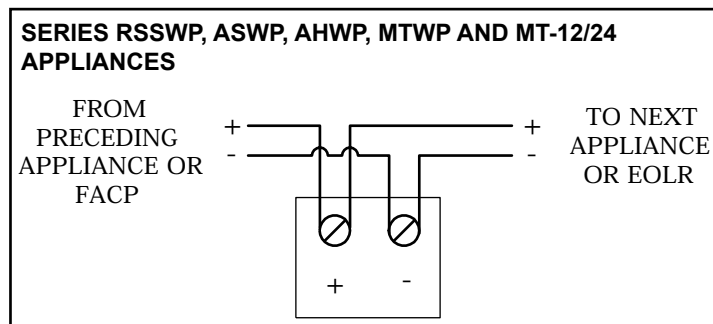 SERIES RSSWP, ASWP, AHWP, MTWP AND MT-12/24
APPLIANCES
FROM
PRECEDING
APPLIANCE OR
FACP
+
-
+
-
TO NEXT
APPLIANCE
OR EOLR
+ -